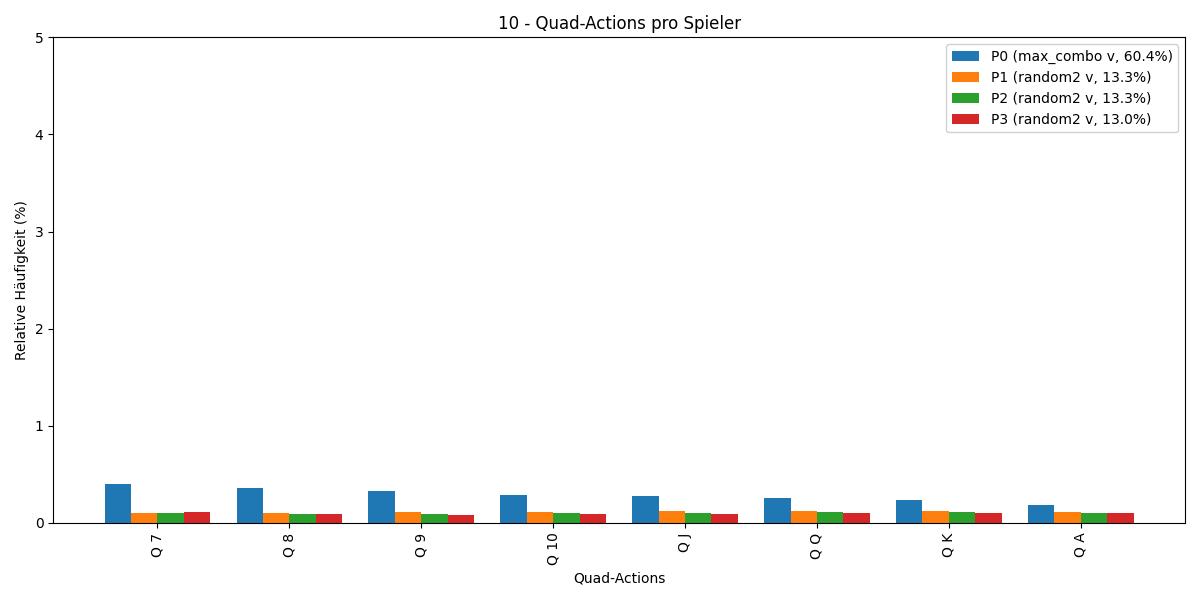 10 - Quad-Actions pro Spieler
P0 (max_combo v, 60.4%)
P1 (random2 v, 13.3%)
P2 (random2 v, 13.3%)
P3 (random2 v, 13.0%)
Relative Häufigkeit (%)
5
4
3
2
1
0
Q 7
Q 8
Q 9
Q 10
Q J
Q Q
Q K
Q A
Quad-Actions